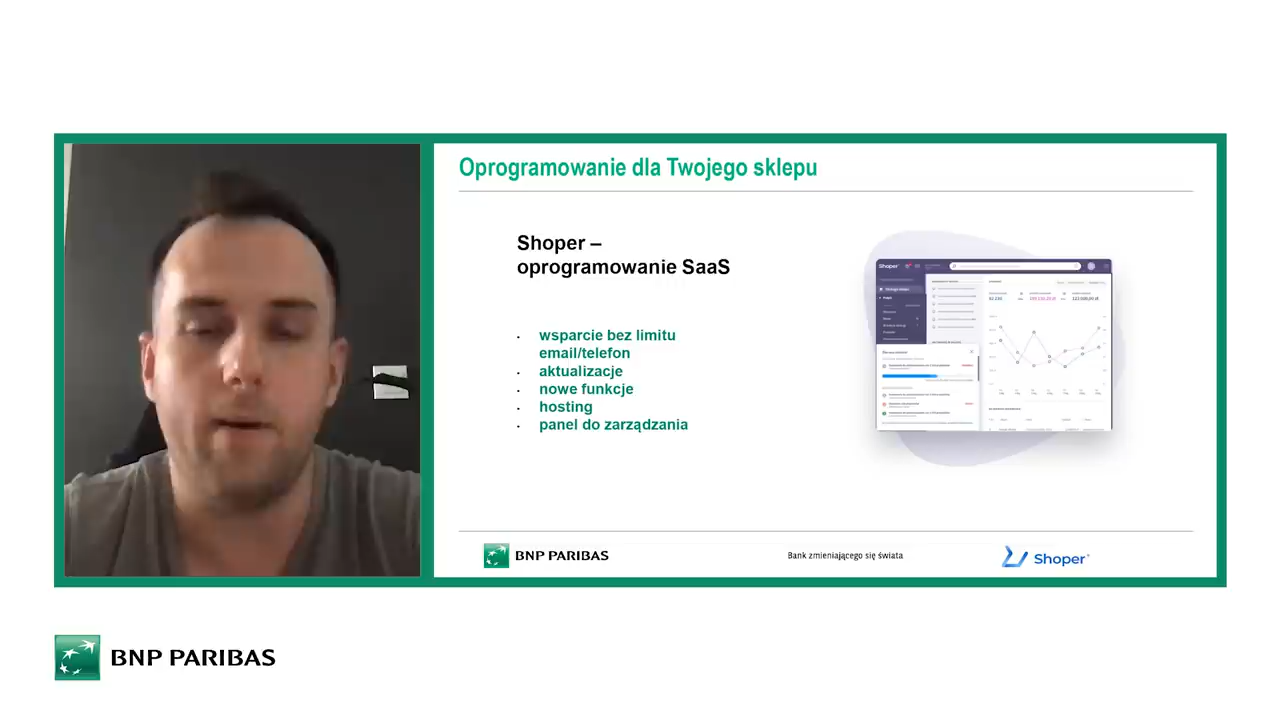 Oprogramowanie dla Twojego sklepu
Shoper –
oprogramowanie SaaS
wsparcie bez limitu
email/telefon
aktualizacje
nowe funkcje
hosting
panel do zarządzania
Shoper
BNP PARIBAS
Bank zmieniającego się świata
Shoper
BNP PARIBAS